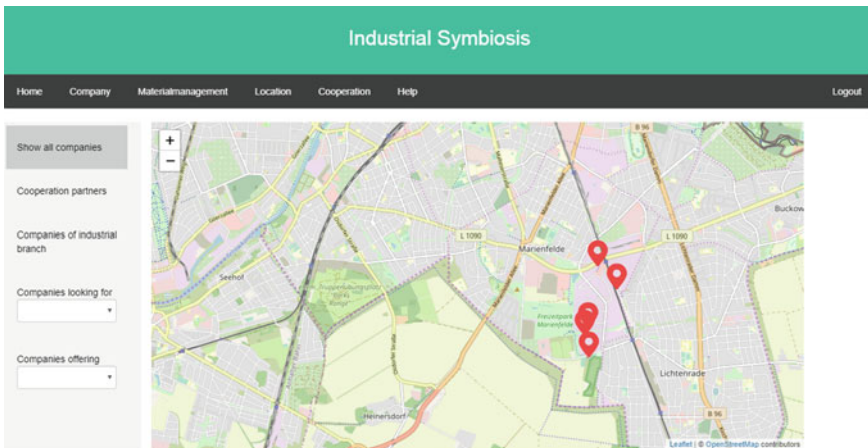 Industrial Symbiosis
Home Company Materialmanagement Location Cooperation Help Logout
Show all companies
Cooperation partners
Companies of industrial
branch
Companies looking for
Companies offering
+
−
B 96
Buckow
L 1090
Marienfelde
L 1090
Seehof
Freizeitpark
Marienfelde
Lichtenrade
Heinersdorf
B 96
Leaflet | © OpenStreetMap contributors